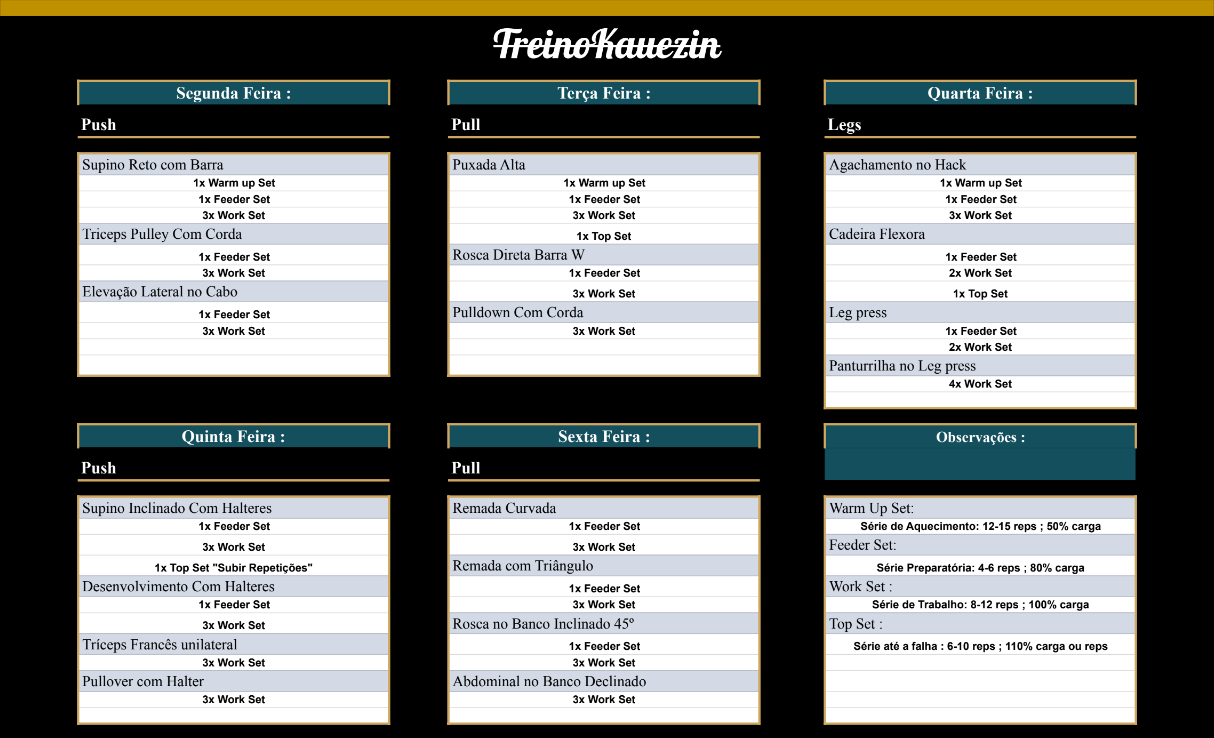 TreinoKauezin
Segunda Feira :
Push
Supino Reto com Barra
1x Warm up Set
1x Feeder Set
3x Work Set
Triceps Pulley Com Corda
1x Feeder Set
3x Work Set
Elevação Lateral no Cabo
1x Feeder Set
3x Work Set
Terça Feira :
Pull
Puxada Alta
1x Warm up Set
1x Feeder Set
3x Work Set
1x Top Set
Rosca Direta Barra W
1x Feeder Set
3x Work Set
Pulldown Com Corda
3x Work Set
Quarta Feira :
Legs
Agachamento no Hack
1x Warm up Set
1x Feeder Set
3x Work Set
Cadeira Flexora
1x Feeder Set
2x Work Set
1x Top Set
Leg press
1x Feeder Set
2x Work Set
Panturrilha no Leg press
4x Work Set
Quinta Feira :
Push
Supino Inclinado Com Halteres
1x Feeder Set
3x Work Set
1x Top Set "Subir Repetições"
Desenvolvimento Com Halteres
1x Feeder Set
3x Work Set
Tríceps Francês unilateral
3x Work Set
Pullover com Halter
3x Work Set
Sexta Feira :
Pull
Remada Curvada
1x Feeder Set
3x Work Set
Remada com Triângulo
1x Feeder Set
3x Work Set
Rosca no Banco Inclinado 45º
1x Feeder Set
3x Work Set
Abdominal no Banco Declinado
3x Work Set
Observações :
Warm Up Set:
Série de Aquecimento: 12-15 reps ; 50% carga
Feeder Set:
Série Preparatória: 4-6 reps ; 80% carga
Work Set :
Série de Trabalho: 8-12 reps ; 100% carga
Top Set :
Série até a falha : 6-10 reps ; 110% carga ou reps